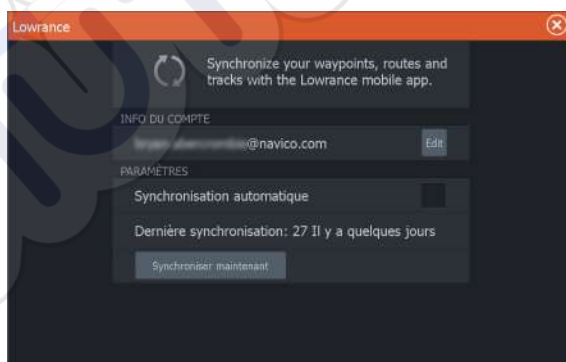 Lowrance
Synchronize your waypoints, routes and
tracks with the Lowrance mobile app.
INFO DU COMPTE
@navico.com
Edit
PARAMÈTRES
Synchronisation automatique
Dernière synchronisation: 27 Il y a quelques jours
Synchroniser maintenant